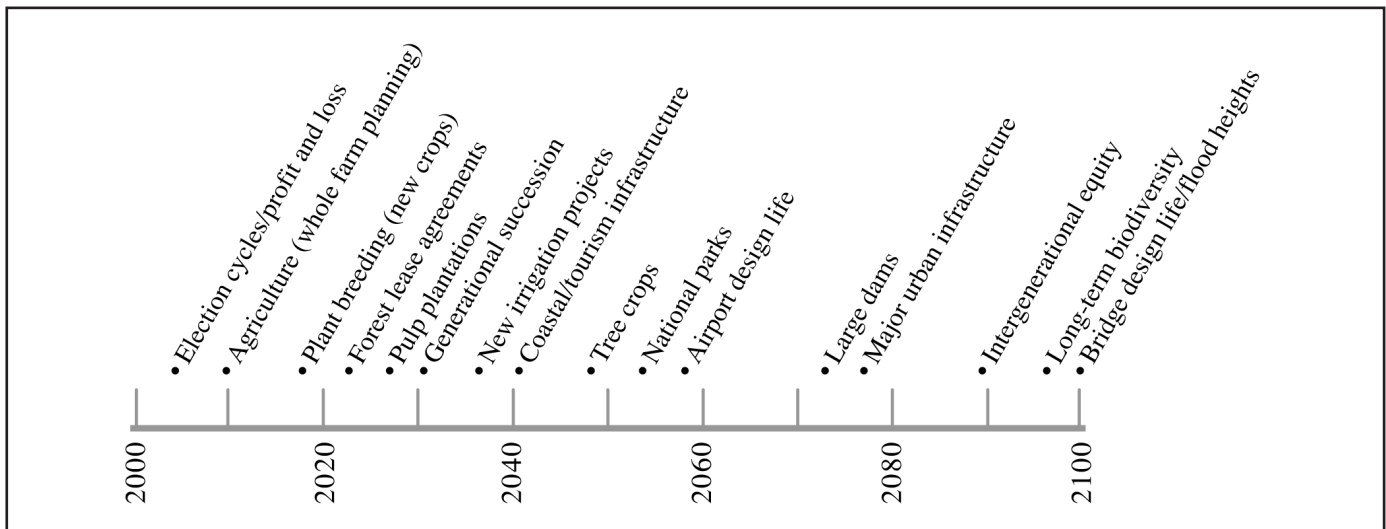 Election cycles/profit and loss
Agriculture (whole farm planning)
Plant breeding (new crops)
Forest lease agreements
Pulp plantations
Generational succession
New irrigation projects
Coastal/tourism infrastructure
Tree crops
National parks
Airport design life
Large dams
Major urban infrastructure
Intergenerational equity
Long-term biodiversity
Bridge design life/flood heights
2000
2020
2040
2060
2080
2100